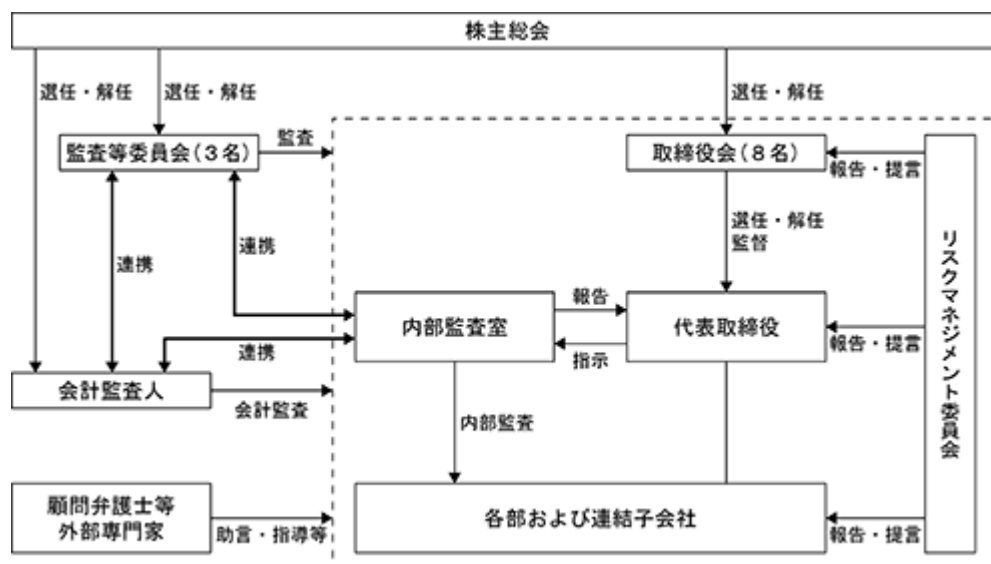 株主総会
選任・解任
選任・解任
選任・解任
監査等委員会(3名)
監査
取締役会(8名)
報告・提言
連携
連携
選任・解任
監督
リスクマネジメント委員会
内部監査室
報告
指示
代表取締役
報告・提言
連携
会計監査人
会計監査
内部監査
顧問弁護士等
外部専門家
助言・指導等
各部および連結子会社
報告・提言